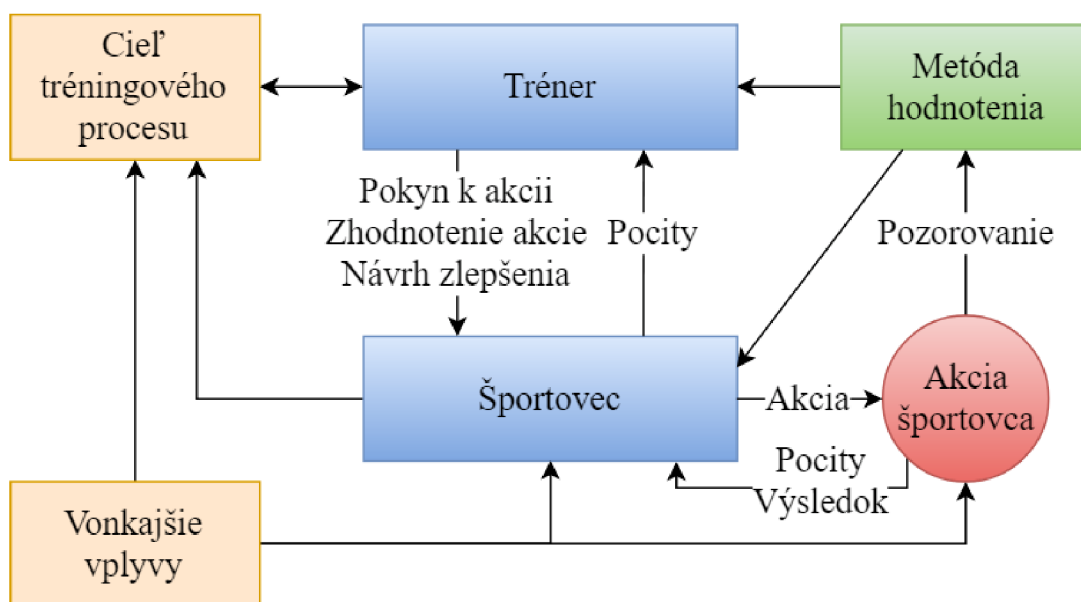 Cieľ
tréningového
procesu
Tréner
Metóda
hodnotenia
Pokyn k akcii
Zhodnotenie akcie
Návrh zlepšenia
Pocity
Pozorovanie
Športovec
Akcia
Akcia
športovca
Pocity
Výsledok
Vonkajšie
vplyvy